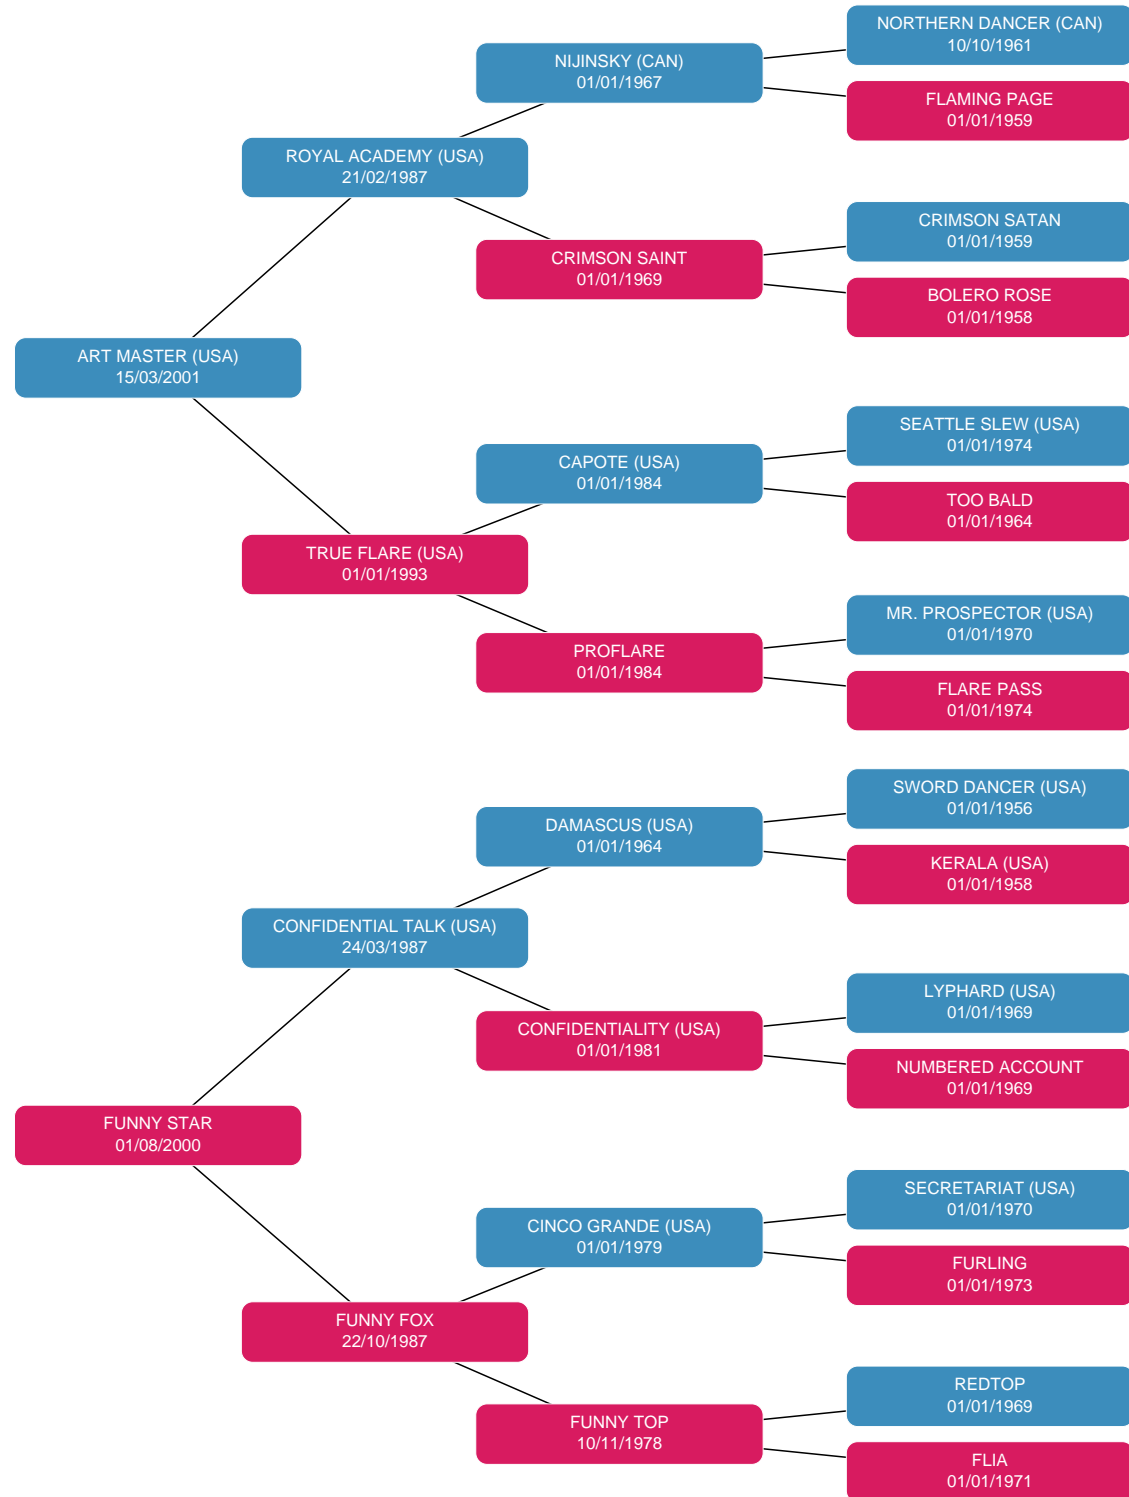 NORTHERN DANCER (CAN)
10/10/1961
NIJINSKY (CAN)
01/01/1967
FLAMING PAGE
01/01/1959
ROYAL ACADEMY (USA)
21/02/1987
CRIMSON SATAN
01/01/1959
CRIMSON SAINT
01/01/1969
BOLERO ROSE
01/01/1958
ART MASTER (USA)
15/03/2001
SEATTLE SLEW (USA)
01/01/1974
CAPOTE (USA)
01/01/1984
TOO BALD
01/01/1964
TRUE FLARE (USA)
01/01/1993
MR. PROSPECTOR (USA)
01/01/1970
PROFLARE
01/01/1984
FLARE PASS
01/01/1974
SWORD DANCER (USA)
01/01/1956
DAMASCUS (USA)
01/01/1964
KERALA (USA)
01/01/1958
CONFIDENTIAL TALK (USA)
24/03/1987
LYPHARD (USA)
01/01/1969
CONFIDENTIALITY (USA)
01/01/1981
NUMBERED ACCOUNT
01/01/1969
FUNNY STAR
01/08/2000
SECRETARIAT (USA)
01/01/1970
CINCO GRANDE (USA)
01/01/1979
FURLING
01/01/1973
FUNNY FOX
22/10/1987
REDTOP
01/01/1969
FUNNY TOP
10/11/1978
FLIA
01/01/1971